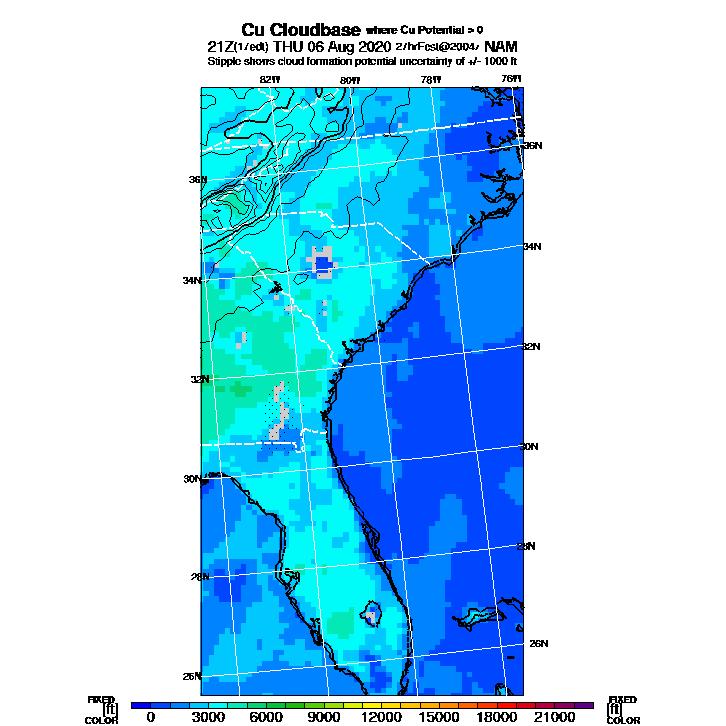 Cu Cloudbase where Cu Potential > 0
21Z(17edt) THU 06 Aug 2020 27hrFcst@2004z NAM
Stipple shows cloud formation potential uncertainty of +/- 1000 ft
82W 80W 78W 76W
36N
36N
34N
34N
32N
32N
30N
30N
28N
28N
26N
26N
FIXED FIXED
[ft] [ft]
COLOR COLOR
0 3000 6000 9000 12000 15000 18000 21000